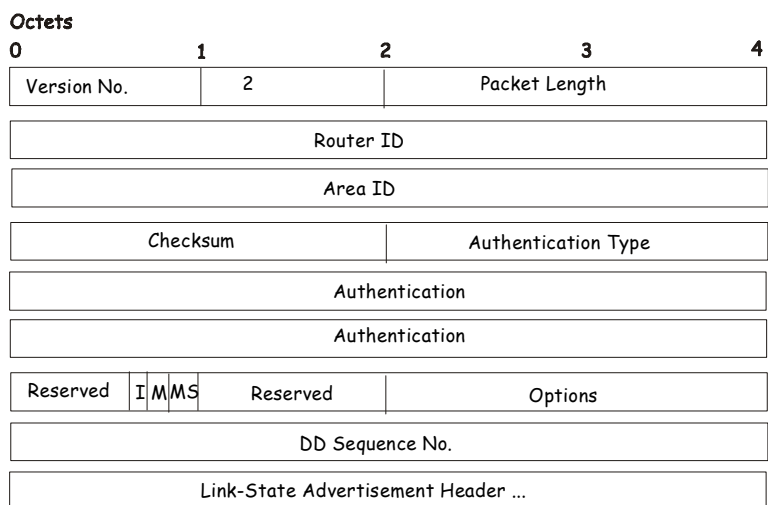 Octets
0 1 2 3 4
Version No. 2 Packet Length
Router ID
Area ID
Checksum Authentication Type
Authentication
Authentication
Reserved I M MS Reserved Options
DD Sequence No.
Link-State Advertisement Header ...